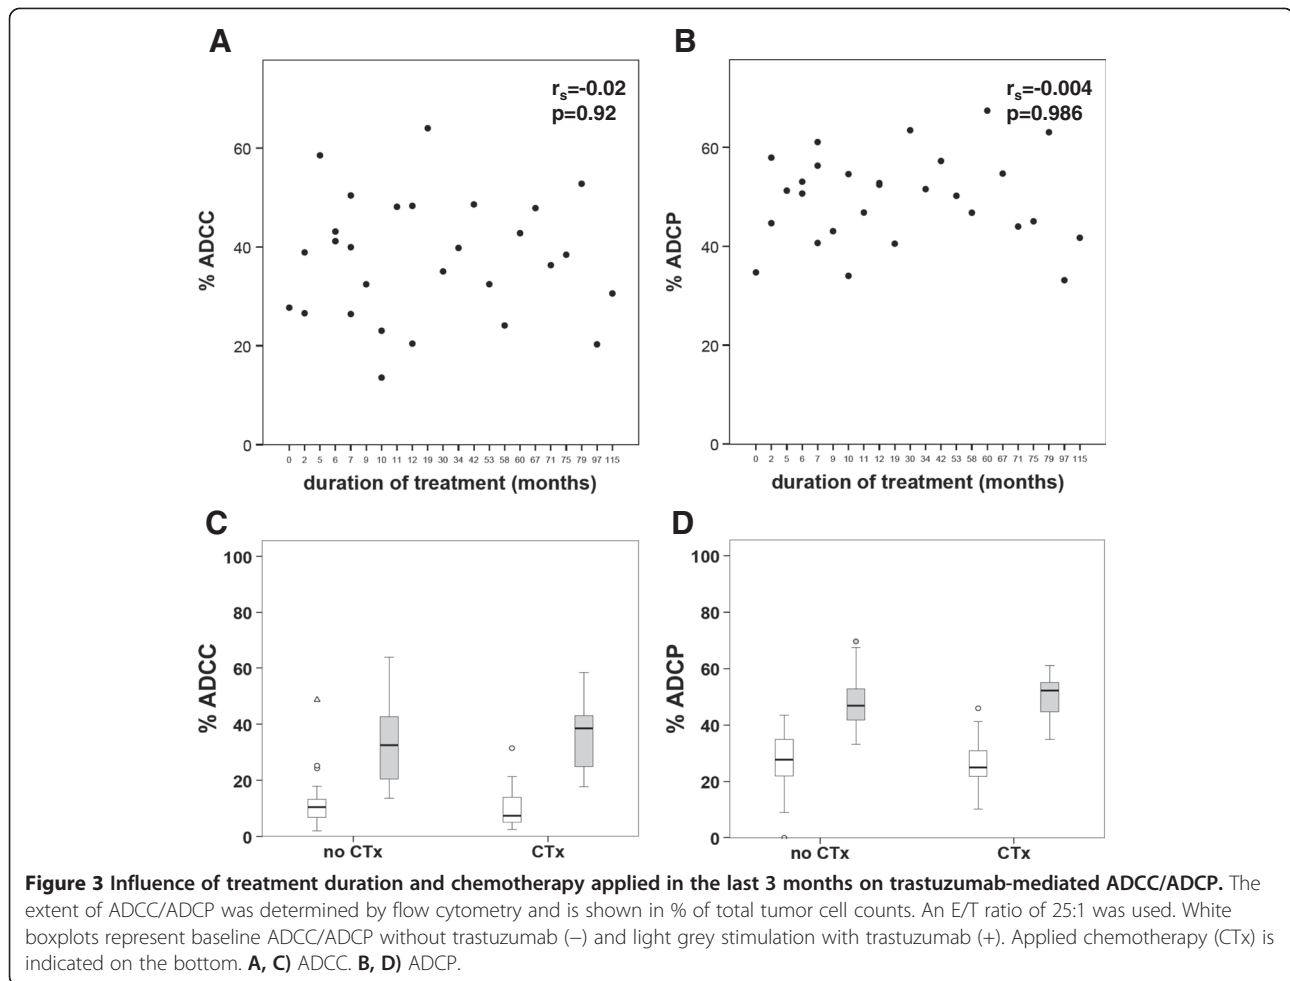 A
r_s=-0.02
p=0.92
60
40
20
0
% ADCC
0 2 5 6 7 9 10 11 12 19 30 34 42 53 58 60 67 71 75 79 97 115
duration of treatment (months)
B
r_s=-0.004
p=0.986
60
40
20
0
% ADCP
0 2 5 6 7 9 10 11 12 19 30 34 42 53 58 60 67 71 75 79 97 115
duration of treatment (months)
C
100
80
60
40
20
0
% ADCC
no CTx CTx
D
100
80
60
40
20
0
% ADCP
no CTx CTx
Figure 3 Influence of treatment duration and chemotherapy applied in the last 3 months on trastuzumab-mediated ADCC/ADCP. The
extent of ADCC/ADCP was determined by flow cytometry and is shown in % of total tumor cell counts. An E/T ratio of 25:1 was used. White
boxplots represent baseline ADCC/ADCP without trastuzumab (−) and light grey stimulation with trastuzumab (+). Applied chemotherapy (CTx) is
indicated on the bottom. A, C) ADCC. B, D) ADCP.